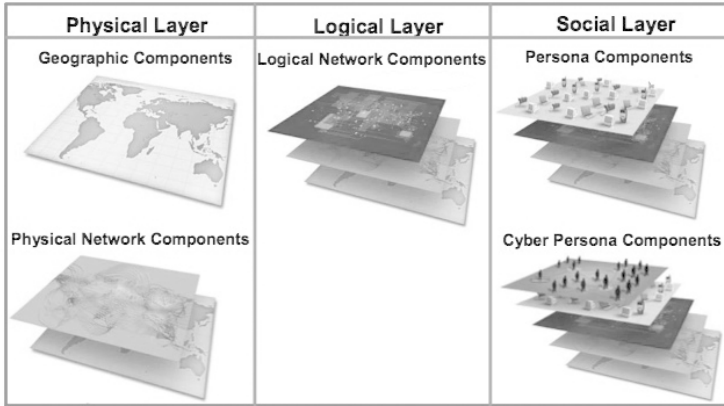 Physical Layer
Logical Layer
Social Layer
Geographic Components
Logical Network Components
Persona Components
Physical Network Components
Cyber Persona Components